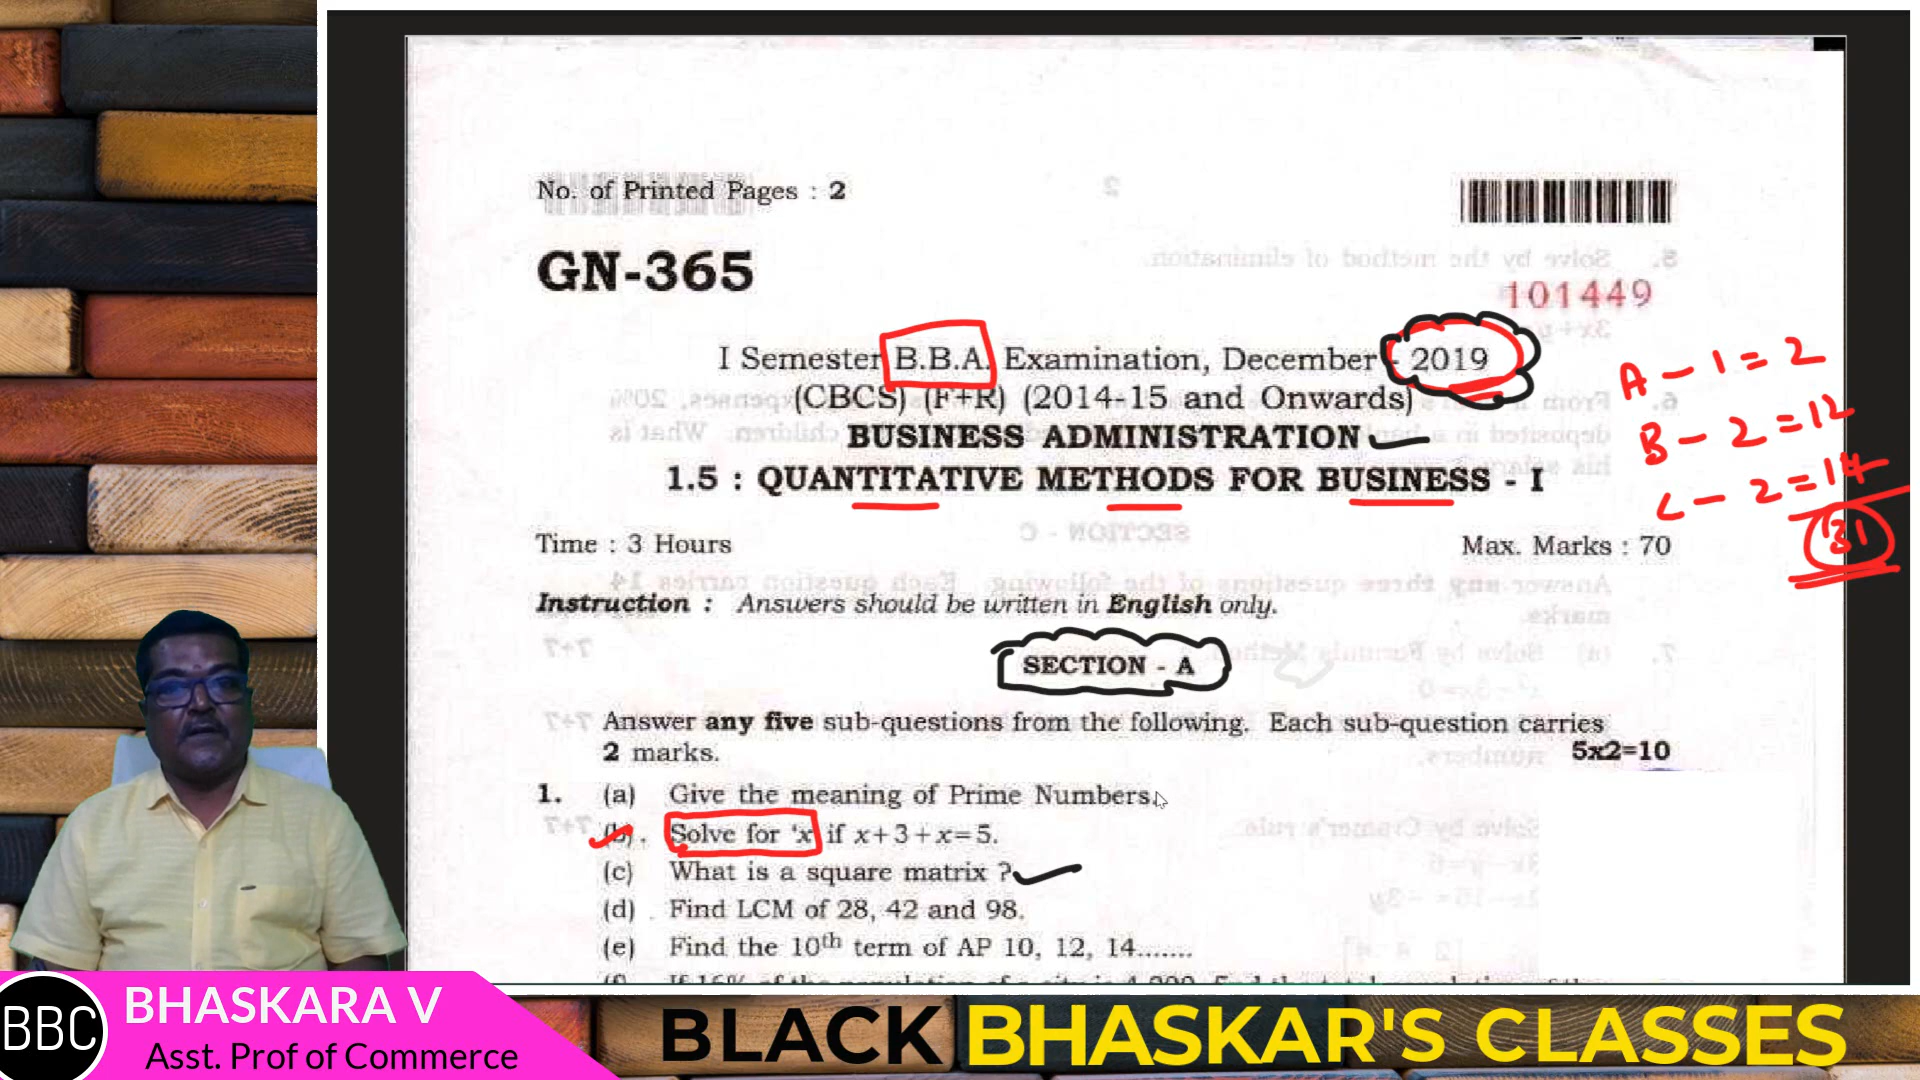 No. of Printed Pages : 2
GN-365
101449
I Semester B.B.A. Examination, December - 2019
(CBCS) (F+R) (2014-15 and Onwards)
BUSINESS ADMINISTRATION
1.5 : QUANTITATIVE METHODS FOR BUSINESS - I
A - 1 = 2
B - 2 = 12
C - 2 = 14
31
Time : 3 Hours
Max. Marks : 70
Instruction : Answers should be written in English only.
SECTION - A
Answer any five sub-questions from the following. Each sub-question carries
2 marks.
5x2=10
1. (a) Give the meaning of Prime Numbers.
(b). Solve for 'x' if x+3+x=5.
(c) What is a square matrix ?
(d) Find LCM of 28, 42 and 98.
(e) Find the 10th term of AP 10, 12, 14.......
BBC
BHASKARA V
Asst. Prof of Commerce
BLACK BHASKAR'S CLASSES